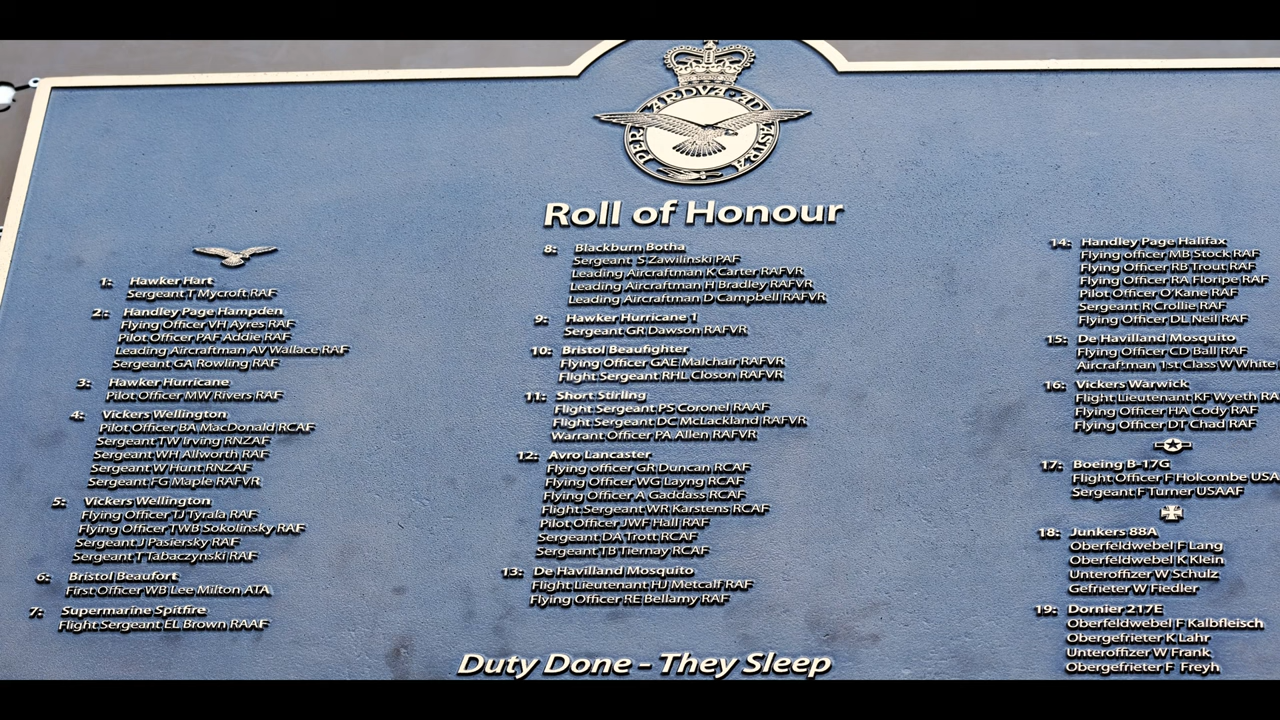 PER ARDVA AD ASTRA
Roll of Honour
1: Hawker Hart
Sergeant T Mycroft RAF
2: Handley Page Hampden
Flying Officer VH Ayres RAF
Pilot Officer PAF Addie RAF
Leading Aircraftman AV Wallace RAF
Sergeant GA Rowling RAF
3: Hawker Hurricane
Pilot Officer MW Rivers RAF
4: Vickers Wellington
Pilot Officer BA MacDonald RCAF
Sergeant TW Irving RNZAF
Sergeant WH Allworth RAF
Sergeant W Hunt RNZAF
Sergeant FG Maple RAFVR
5: Vickers Wellington
Flying Officer TJ Tyrala RAF
Flying Officer TWB Sokolinsky RAF
Sergeant J Pasiersky RAF
Sergeant T Tabaczynski RAF
6: Bristol Beaufort
First Officer WB Lee Milton ATA
7: Supermarine Spitfire
Flight Sergeant EL Brown RAAF
8: Blackburn Botha
Sergeant S Zawilinski PAF
Leading Aircraftman K Carter RAFVR
Leading Aircraftman H Bradley RAFVR
Leading Aircraftman D Campbell RAFVR
9: Hawker Hurricane 1
Sergeant GR Dawson RAFVR
10: Bristol Beaufighter
Flying Officer GAE Malchair RAFVR
Flight Sergeant RHL Closon RAFVR
11: Short Stirling
Flight Sergeant PS Coronel RAAF
Flight Sergeant DC McLackland RAFVR
Warrant Officer PA Allen RAFVR
12: Avro Lancaster
Flying officer GR Duncan RCAF
Flying Officer WG Layng RCAF
Flying Officer A Gaddass RCAF
Flight Sergeant WR Karstens RCAF
Pilot Officer JWF Hall RAF
Sergeant DA Trott RCAF
Sergeant TB Tiernay RCAF
13: De Havilland Mosquito
Flight Lieutenant HJ Metcalf RAF
Flying Officer RE Bellamy RAF
14: Handley Page Halifax
Flying officer MB Stock RAF
Flying Officer RB Trout RAF
Flying Officer RA Floripe RAF
Pilot Officer O'Kane RAF
Sergeant R Crollie RAF
Flying Officer DL Neil RAF
15: De Havilland Mosquito
Flying Officer CD Ball RAF
Aircraftman 1st Class W White
16: Vickers Warwick
Flight Lieutenant KF Wyeth RA
Flying Officer HA Cody RAF
Flying Officer DT Chad RAF
17: Boeing B-17G
Flight Officer F Holcombe USA
Sergeant F Turner USAAF
18: Junkers 88A
Oberfeldwebel F Lang
Oberfeldwebel K Klein
Unteroffizer W Schulz
Gefrieter W Fiedler
19: Dornier 217E
Oberfeldwebel F Kalbfleisch
Obergefrieter K Lahr
Unteroffizer W Frank
Obergefrieter F Freyh
Duty Done - They Sleep